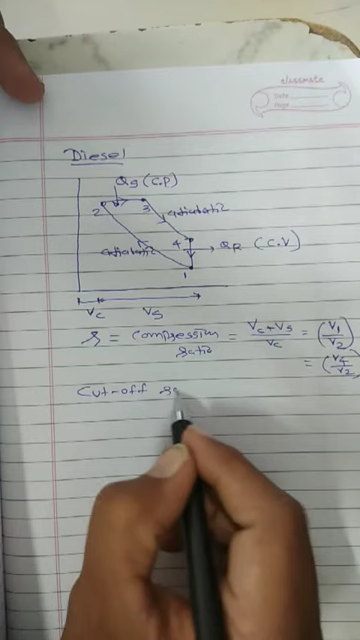 classmate
Date
Page
Diesel
Qs (C.P)
2 3 adiabatic
adiabatic 4 QR (C.V)
1
Vc Vs
r = compression ratio = Vc+Vs/Vc = (V1/V2)
= (V4/V2
Cut-off ra